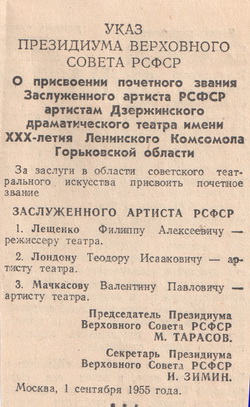 УКАЗ
ПРЕЗИДИУМА ВЕРХОВНОГО
СОВЕТА РСФСР
О присвоении почетного звания
Заслуженного артиста РСФСР
артистам Дзержинского
драматического театра имени
XXX-летия Ленинского Комсомола
Горьковской области
За заслуги в области советского теат-
рального искусства присвоить почетное
звание
ЗАСЛУЖЕННОГО АРТИСТА РСФСР
1. Лещенко Филиппу Алексеевичу —
режиссеру театра.
2. Лондону Теодору Исааковичу — ар-
тисту театра.
3. Мачкасову Валентину Павловичу —
артисту театра.
Председатель Президиума
Верховного Совета РСФСР
М. ТАРАСОВ.
Секретарь Президиума
Верховного Совета РСФСР
И. ЗИМИН.
Москва, 1 сентября 1955 года.